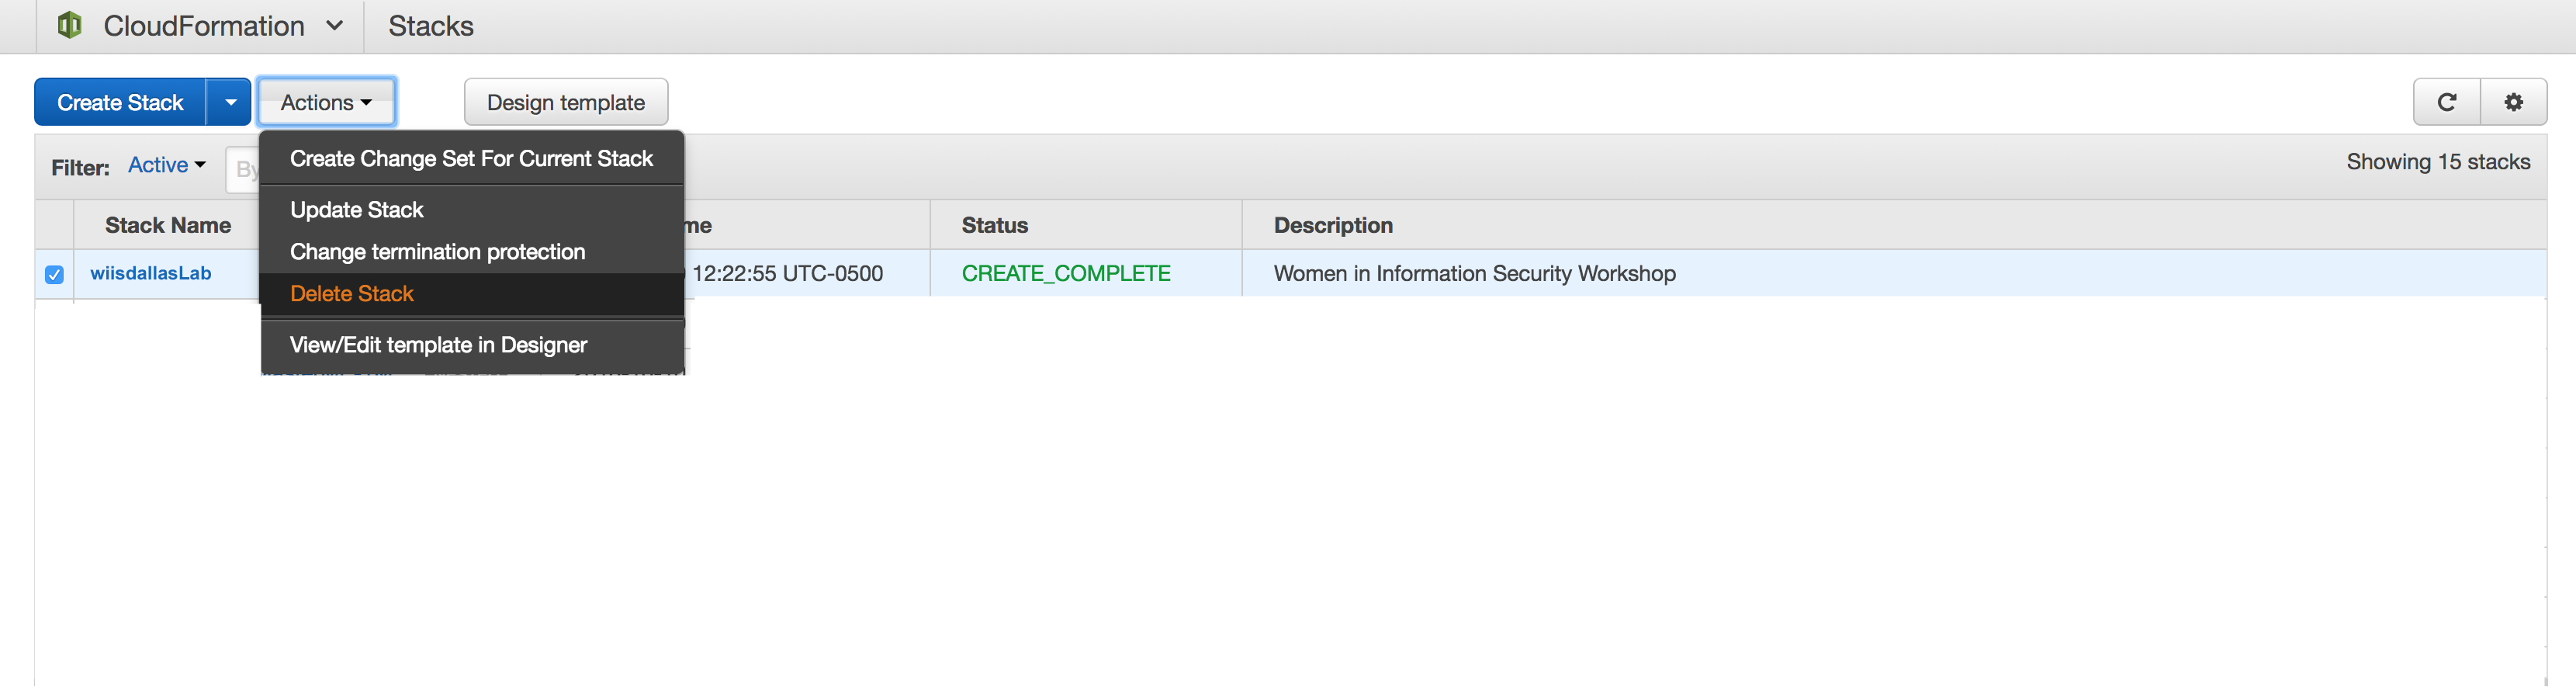 CloudFormation
Stacks
Create Stack
Actions
Design template
Create Change Set For Current Stack
Update Stack
Change termination protection
Delete Stack
View/Edit template in Designer
Filter: Active By
Showing 15 stacks
Stack Name
me
Status
Description
wiisdallasLab
12:22:55 UTC-0500
CREATE_COMPLETE
Women in Information Security Workshop